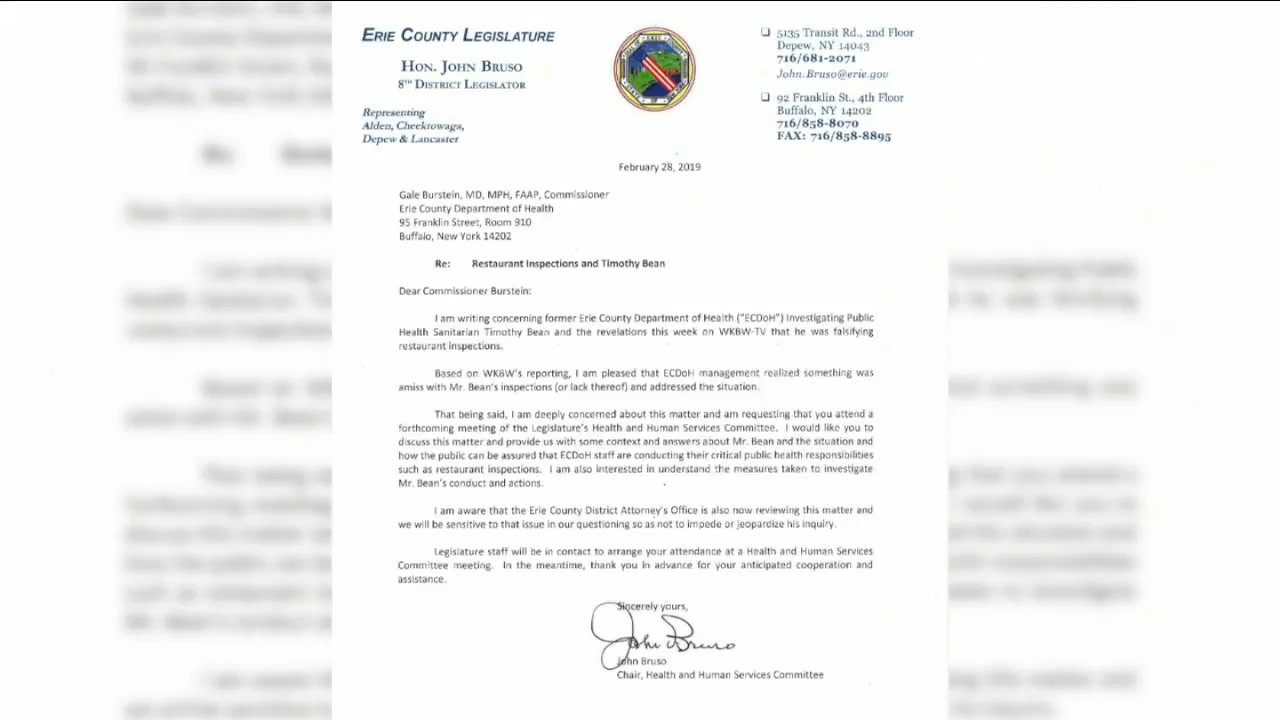 ERIE COUNTY LEGISLATURE
HON. JOHN BRUSO
8TH DISTRICT LEGISLATOR
Representing
Alden, Cheektowaga,
Depew & Lancaster
5135 Transit Rd., 2nd Floor
Depew, NY 14043
716/681-2071
John.Bruso@erie.gov
92 Franklin St., 4th Floor
Buffalo, NY 14202
716/858-8070
FAX: 716/858-8895
February 28, 2019
Gale Burstein, MD, MPH, FAAP, Commissioner
Erie County Department of Health
95 Franklin Street, Room 910
Buffalo, New York 14202
Re: Restaurant Inspections and Timothy Bean
Dear Commissioner Burstein:
I am writing concerning former Erie County Department of Health ("ECDoH") Investigating Public
Health Sanitarian Timothy Bean and the revelations this week on WKBW-TV that he was falsifying
restaurant inspections.
Based on WKBW's reporting, I am pleased that ECDoH management realized something was
amiss with Mr. Bean's inspections (or lack thereof) and addressed the situation.
That being said, I am deeply concerned about this matter and am requesting that you attend a
forthcoming meeting of the Legislature's Health and Human Services Committee. I would like you to
discuss this matter and provide us with some context and answers about Mr. Bean and the situation and
how the public can be assured that ECDoH staff are conducting their critical public health responsibilities
such as restaurant inspections. I am also interested in understand the measures taken to investigate
Mr. Bean's conduct and actions.
I am aware that the Erie County District Attorney's Office is also now reviewing this matter and
we will be sensitive to that issue in our questioning so as not to impede or jeopardize his inquiry.
Legislature staff will be in contact to arrange your attendance at a Health and Human Services
Committee meeting. In the meantime, thank you in advance for your anticipated cooperation and
assistance.
Sincerely yours,
John Bruso
John Bruso
Chair, Health and Human Services Committee